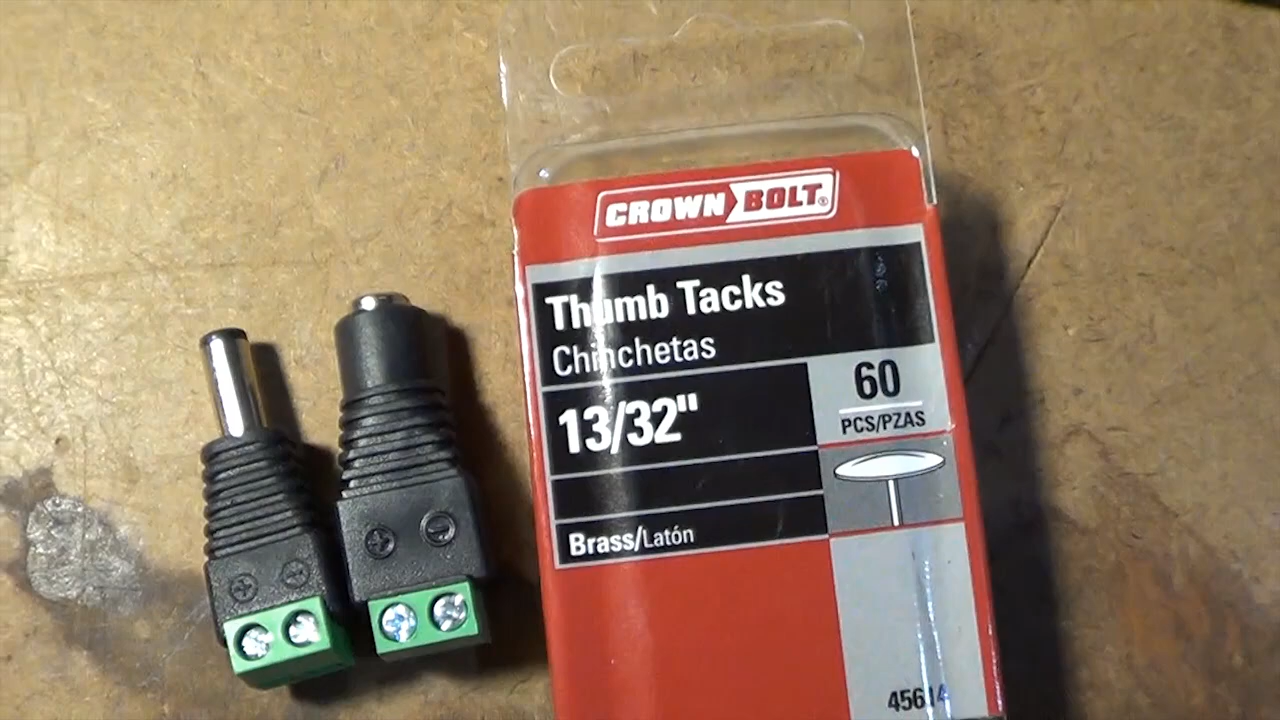 CROWN BOLT®
Thumb Tacks
Chinchetas
13/32"
60
PCS/PZAS
Brass/Latón